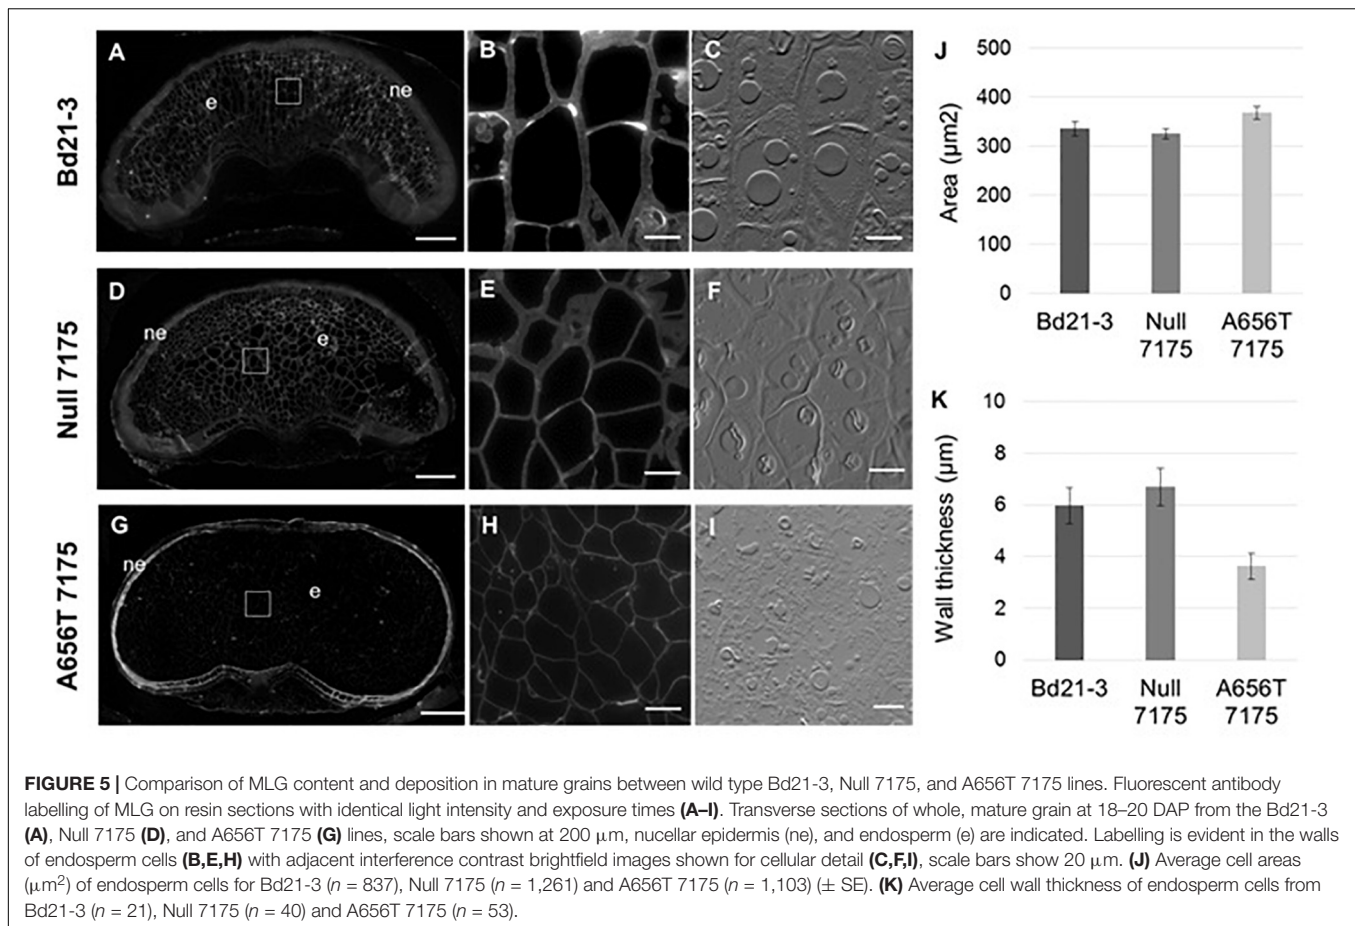 Bd21-3
A
e
ne
B
C
Null 7175
D
ne
e
E
F
A656T 7175
G
ne
e
H
I
J
500
400
300
200
100
0
Area (µm2)
Bd21-3
Null 7175
A656T 7175
K
10
8
6
4
2
0
Wall thickness (µm)
Bd21-3
Null 7175
A656T 7175
FIGURE 5 | Comparison of MLG content and deposition in mature grains between wild type Bd21-3, Null 7175, and A656T 7175 lines. Fluorescent antibody
labelling of MLG on resin sections with identical light intensity and exposure times (A–I). Transverse sections of whole, mature grain at 18–20 DAP from the Bd21-3
(A), Null 7175 (D), and A656T 7175 (G) lines, scale bars shown at 200 µm, nucellar epidermis (ne), and endosperm (e) are indicated. Labelling is evident in the walls
of endosperm cells (B,E,H) with adjacent interference contrast brightfield images shown for cellular detail (C,F,I), scale bars show 20 µm. (J) Average cell areas
(µm²) of endosperm cells for Bd21-3 (n = 837), Null 7175 (n = 1,261) and A656T 7175 (n = 1,103) (± SE). (K) Average cell wall thickness of endosperm cells from
Bd21-3 (n = 21), Null 7175 (n = 40) and A656T 7175 (n = 53).